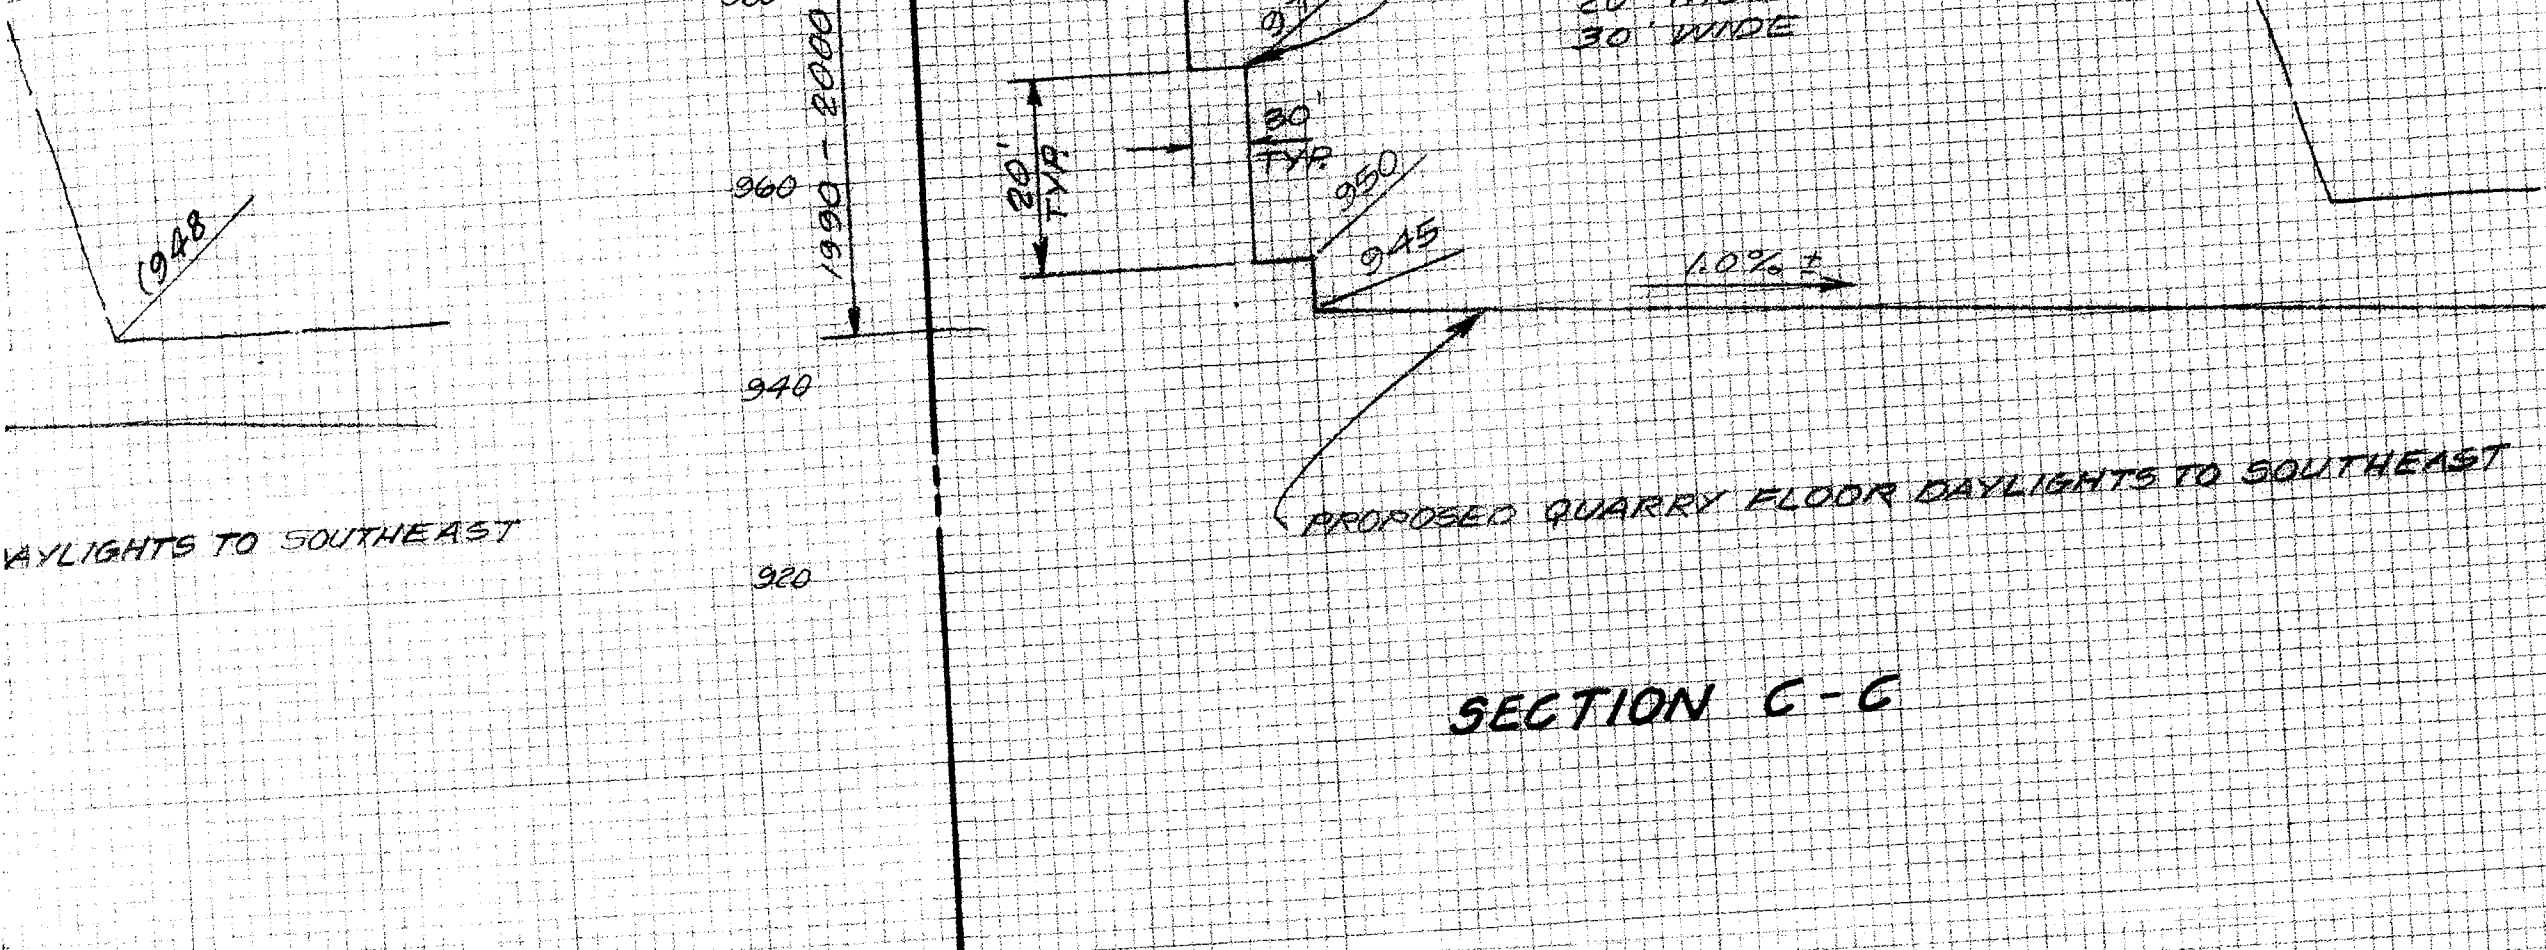 30' WIDE
1990 - 2000
30'
TYP.
20'
TYP.
960
950
(948
945
1.0% ±
940
PROPOSED QUARRY FLOOR DAYLIGHTS TO SOUTHEAST
AYLIGHTS TO SOUTHEAST
920
SECTION C-C